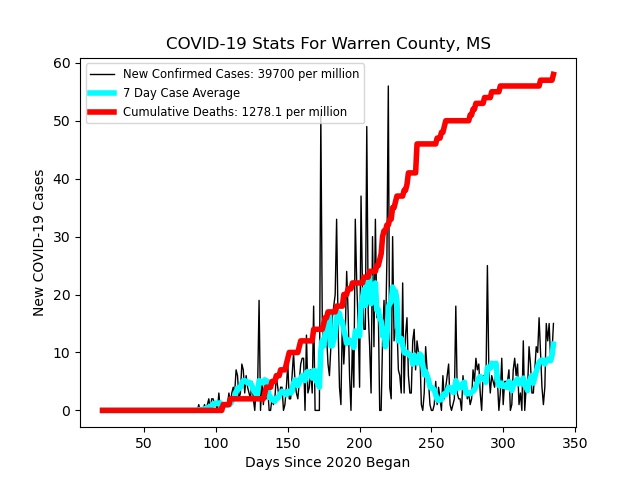 COVID-19 Stats For Warren County, MS
New Confirmed Cases: 39700 per million
7 Day Case Average
Cumulative Deaths: 1278.1 per million
New COVID-19 Cases
60
50
40
30
20
10
0
50
100
150
200
250
300
350
Days Since 2020 Began